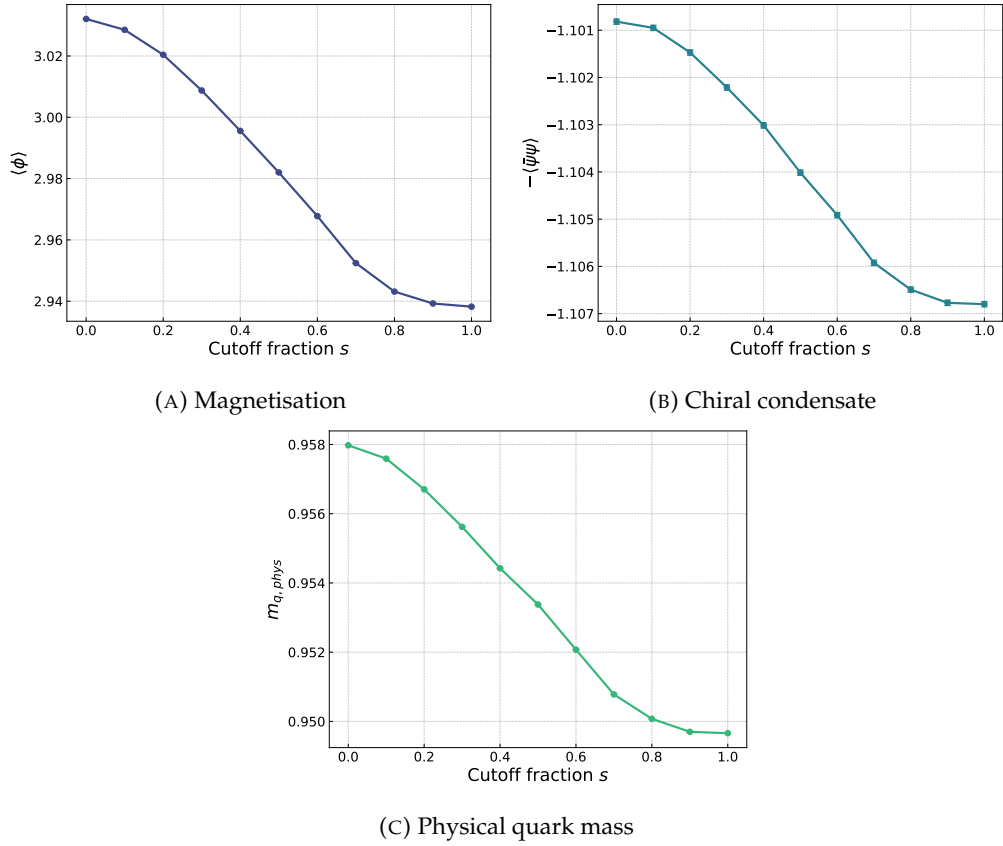 3.02
3.00
2.98
2.96
2.94
⟨ϕ⟩
0.0 0.2 0.4 0.6 0.8 1.0
Cutoff fraction s
(A) Magnetisation
−1.101
−1.102
−1.103
−1.104
−1.105
−1.106
−1.107
−⟨ψ̄ψ⟩
0.0 0.2 0.4 0.6 0.8 1.0
Cutoff fraction s
(B) Chiral condensate
0.958
0.956
0.954
0.952
0.950
m_{q,phys}
0.0 0.2 0.4 0.6 0.8 1.0
Cutoff fraction s
(C) Physical quark mass